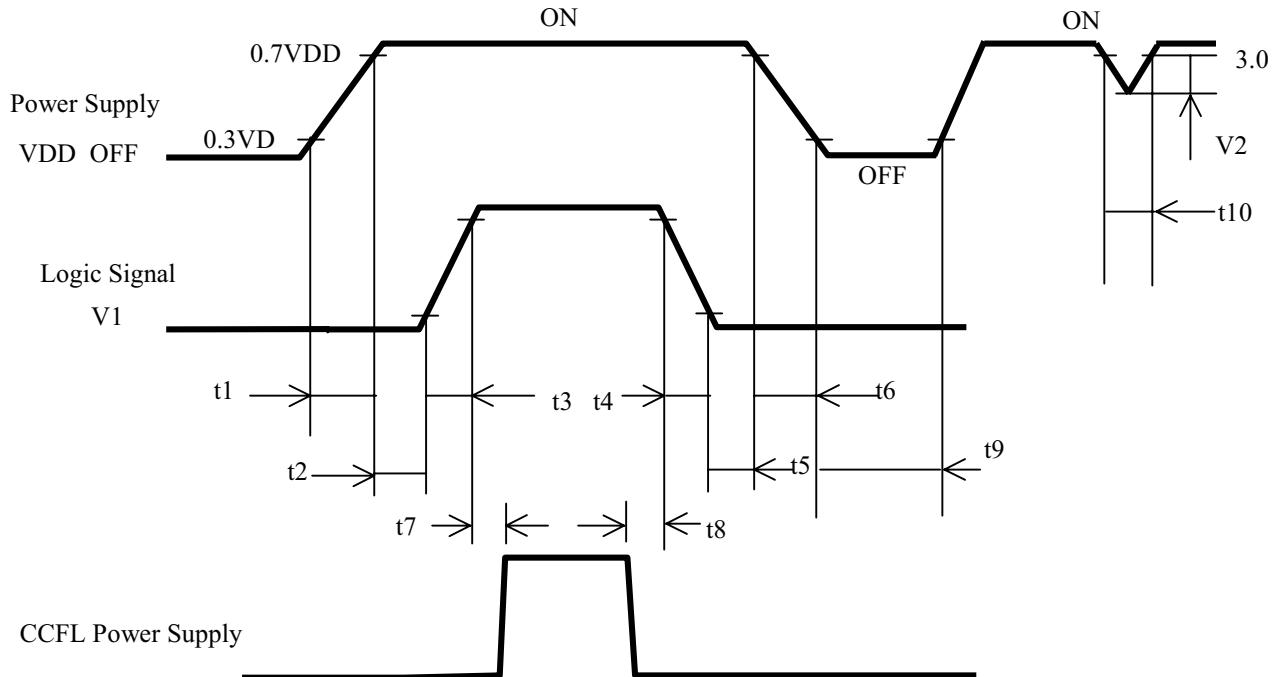 ON
ON
0.7VDD
3.0
Power Supply
0.3VD
V2
VDD OFF
OFF
t10
Logic Signal
V1
t1
t3
t4
t6
t2
t5
t9
t7
t8
CCFL Power Supply